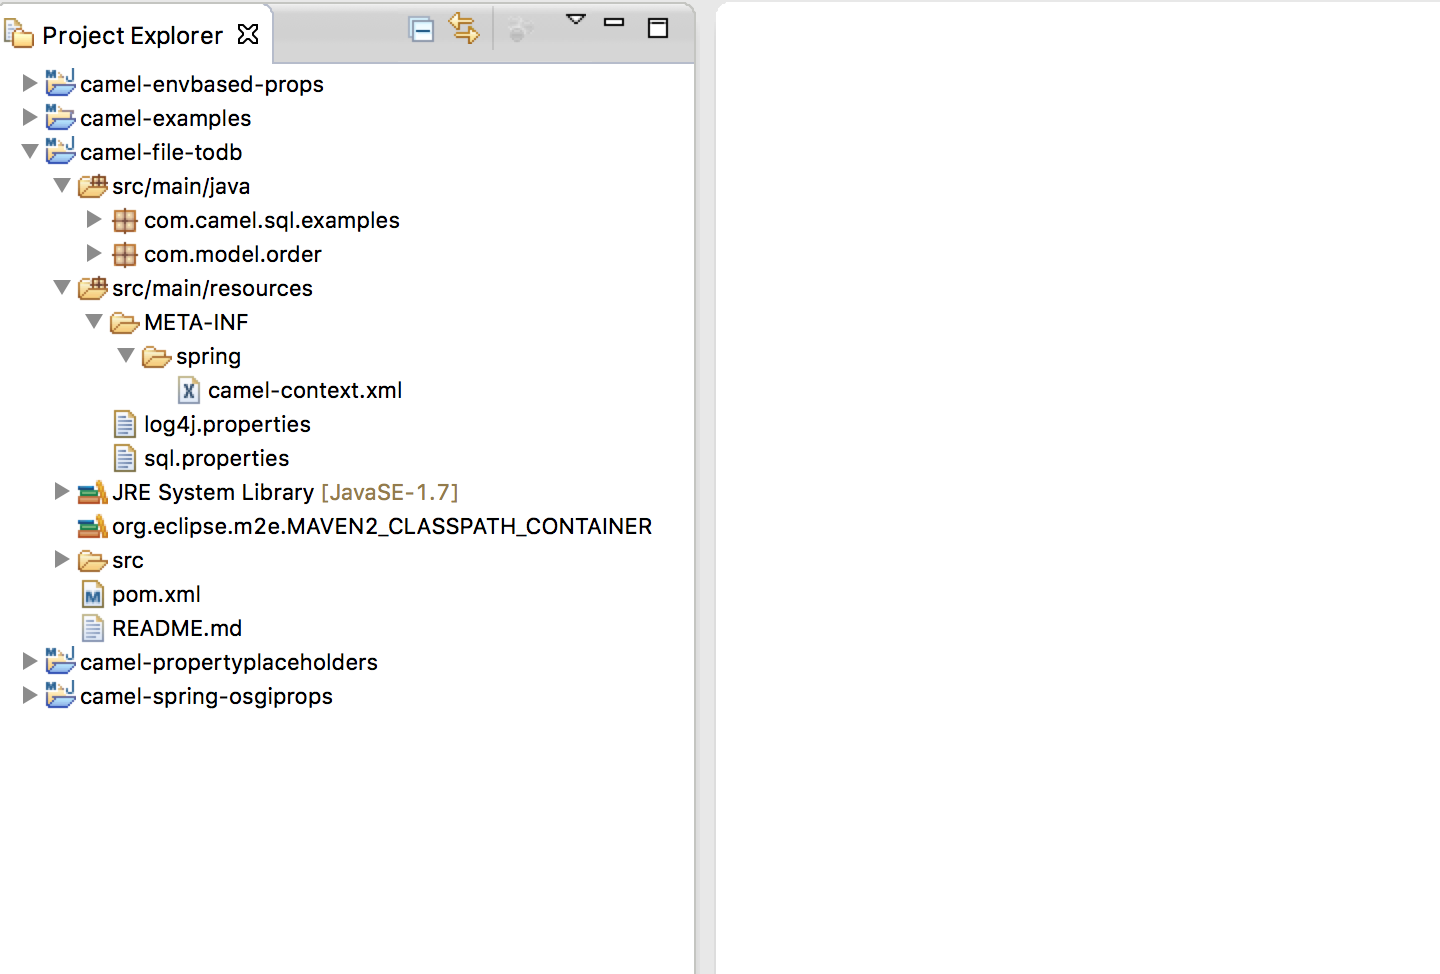 Project Explorer
camel-envbased-props
camel-examples
camel-file-todb
src/main/java
com.camel.sql.examples
com.model.order
src/main/resources
META-INF
spring
camel-context.xml
log4j.properties
sql.properties
JRE System Library [JavaSE-1.7]
org.eclipse.m2e.MAVEN2_CLASSPATH_CONTAINER
src
pom.xml
README.md
camel-propertyplaceholders
camel-spring-osgiprops